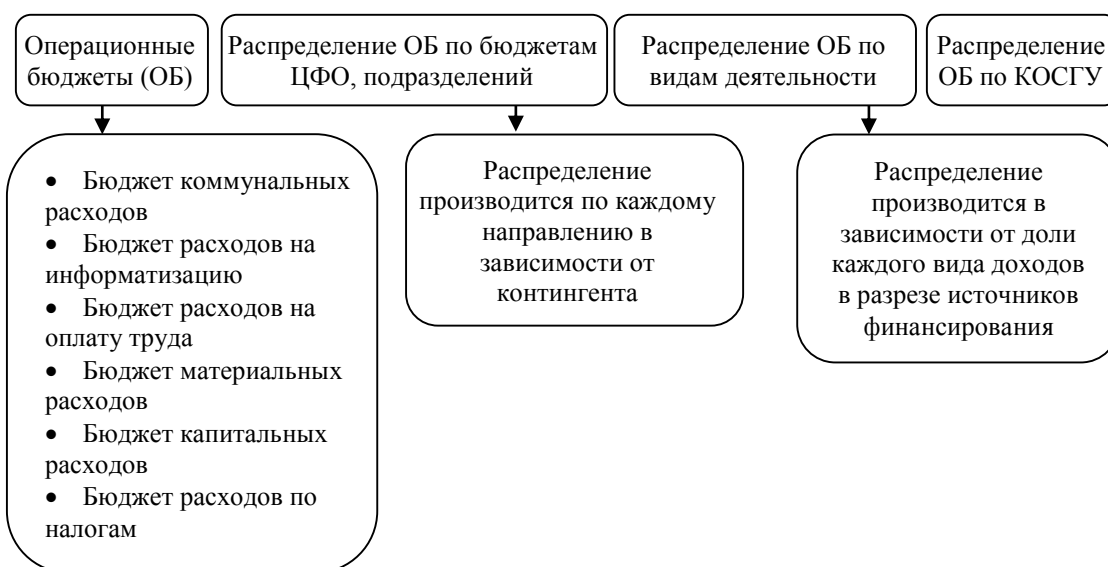 Операционные
бюджеты (ОБ)
Распределение ОБ по бюджетам
ЦФО, подразделений
Распределение ОБ по
видам деятельности
Распределение
ОБ по КОСГУ
• Бюджет коммунальных
расходов
• Бюджет расходов на
информатизацию
• Бюджет расходов на
оплату труда
• Бюджет материальных
расходов
• Бюджет капитальных
расходов
• Бюджет расходов по
налогам
Распределение
производится по каждому
направлению в
зависимости от
контингента
Распределение
производится в
зависимости от доли
каждого вида доходов
в разрезе источников
финансирования